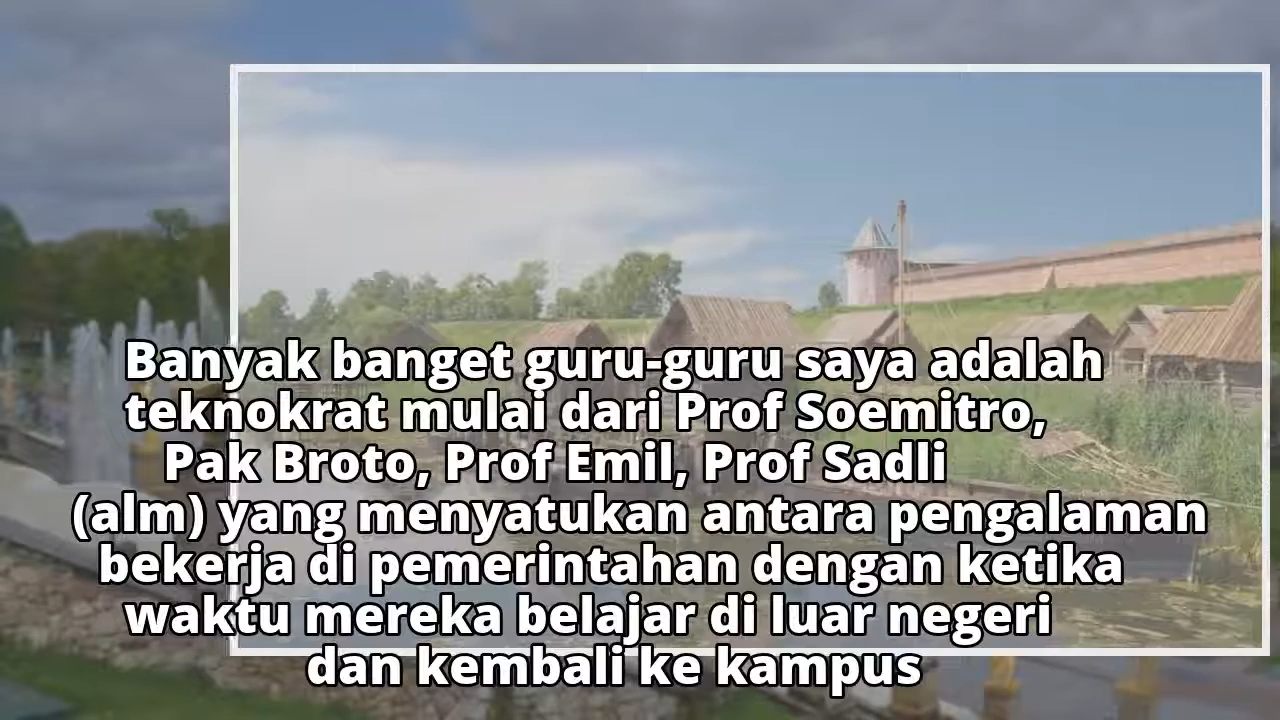 Banyak banget guru-guru saya adalah
teknokrat mulai dari Prof Soemitro,
Pak Broto, Prof Emil, Prof Sadli
(alm) yang menyatukan antara pengalaman
bekerja di pemerintahan dengan ketika
waktu mereka belajar di luar negeri
dan kembali ke kampus